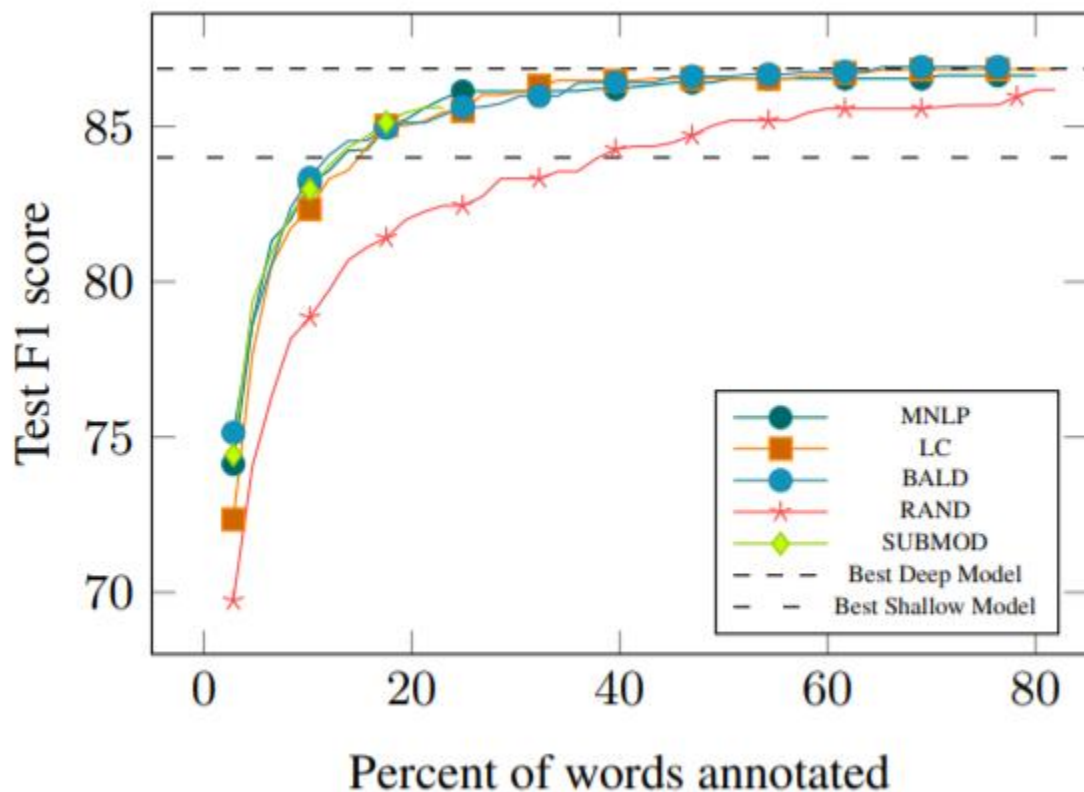 85
80
75
70
Test F1 score
MNLP
LC
BALD
RAND
SUBMOD
Best Deep Model
Best Shallow Model
0 20 40 60 80
Percent of words annotated